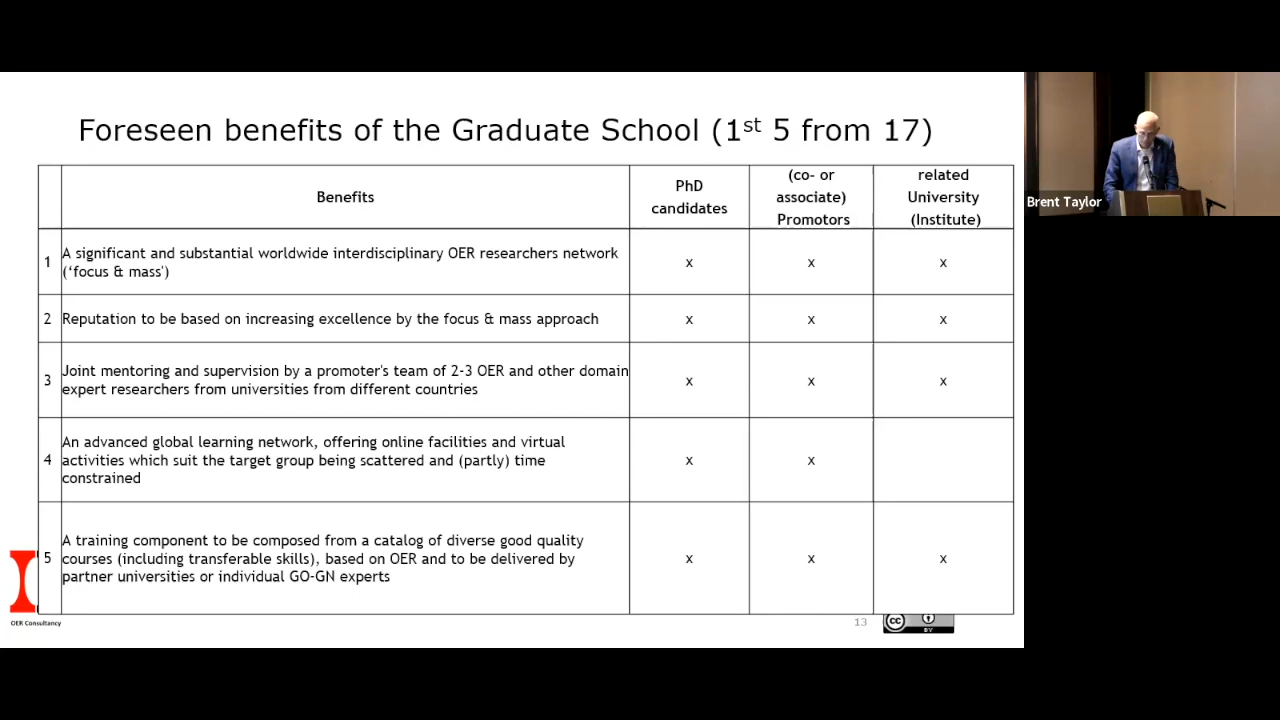 Foreseen benefits of the Graduate School (1st 5 from 17)
Benefits
PhD
candidates
(co- or
associate)
Promotors
related
University
(Institute)
1
A significant and substantial worldwide interdisciplinary OER researchers network
(‘focus & mass')
x
x
x
2
Reputation to be based on increasing excellence by the focus & mass approach
x
x
x
3
Joint mentoring and supervision by a promoter's team of 2-3 OER and other domain
expert researchers from universities from different countries
x
x
x
4
An advanced global learning network, offering online facilities and virtual
activities which suit the target group being scattered and (partly) time
constrained
x
x
5
A training component to be composed from a catalog of diverse good quality
courses (including transferable skills), based on OER and to be delivered by
partner universities or individual GO-GN experts
x
x
x
OER Consultancy
13
cc
BY
Brent Taylor